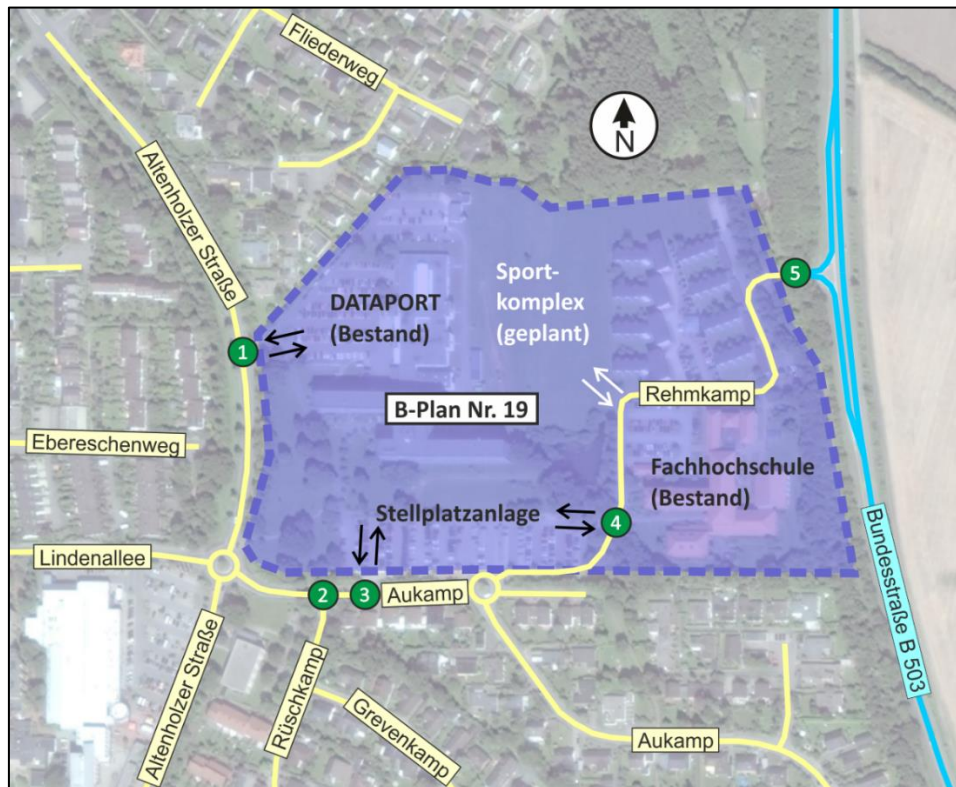 Fliederweg
N
Altenholzer Straße
5
Sport-
komplex
(geplant)
DATAPORT
(Bestand)
1
Rehmkamp
B-Plan Nr. 19
Ebereschenweg
Fachhochschule
(Bestand)
Stellplatzanlage
4
Bundesstraße B 503
Lindenallee
2
3
Aukamp
Altenholzer Straße
Rüschkamp
Grevenkamp
Aukamp